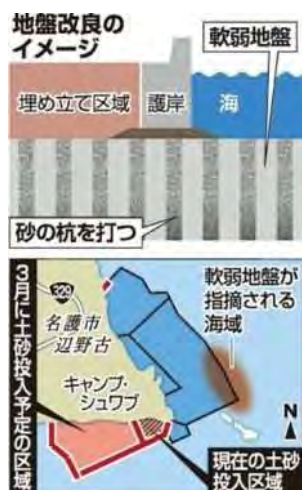 地盤改良の
イメージ
軟弱地盤
埋め立て区域
護岸
海
砂の杭を打つ
3月に土砂投入予定の区域
329
名護市
辺野古
キャンプ・
シュワブ
軟弱地盤が
指摘される
海域
N
現在の土砂
投入区域